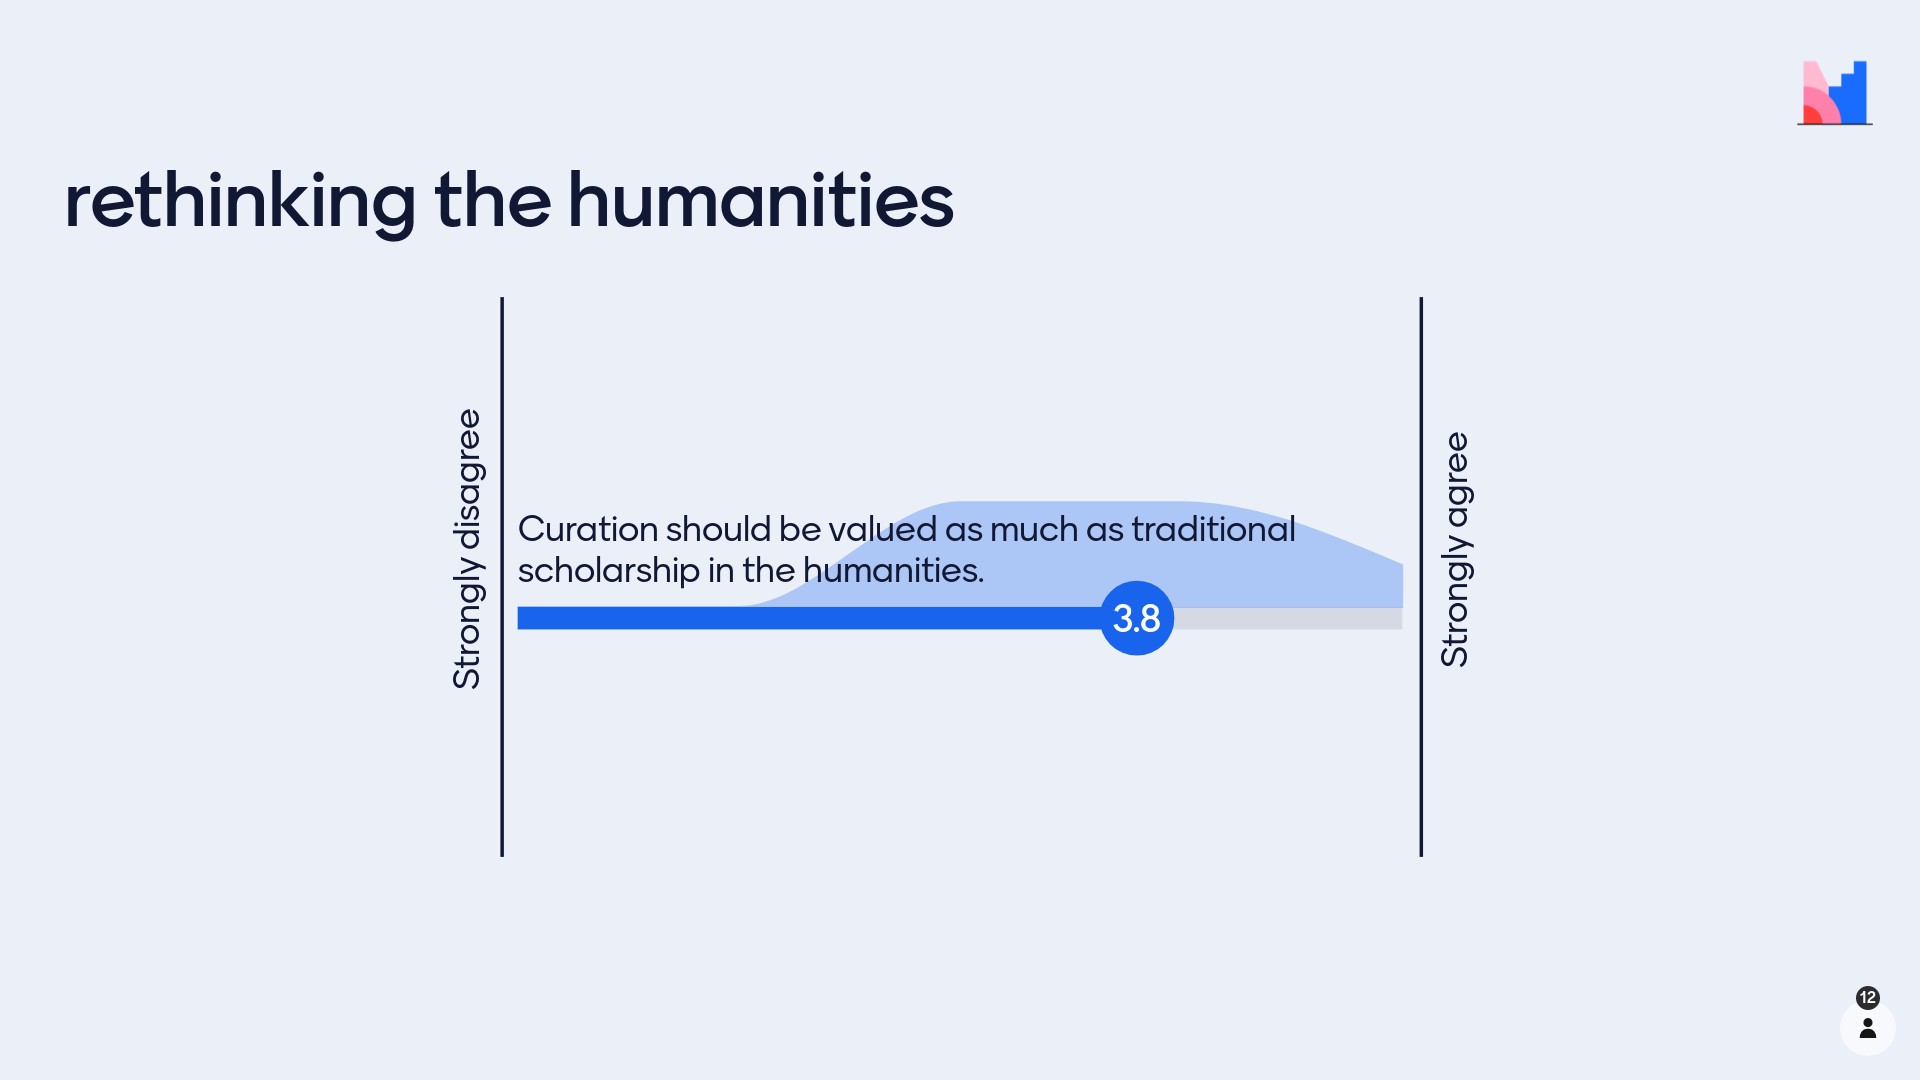 rethinking the humanities
Strongly disagree
Curation should be valued as much as traditional
scholarship in the humanities.
3.8
Strongly agree
12